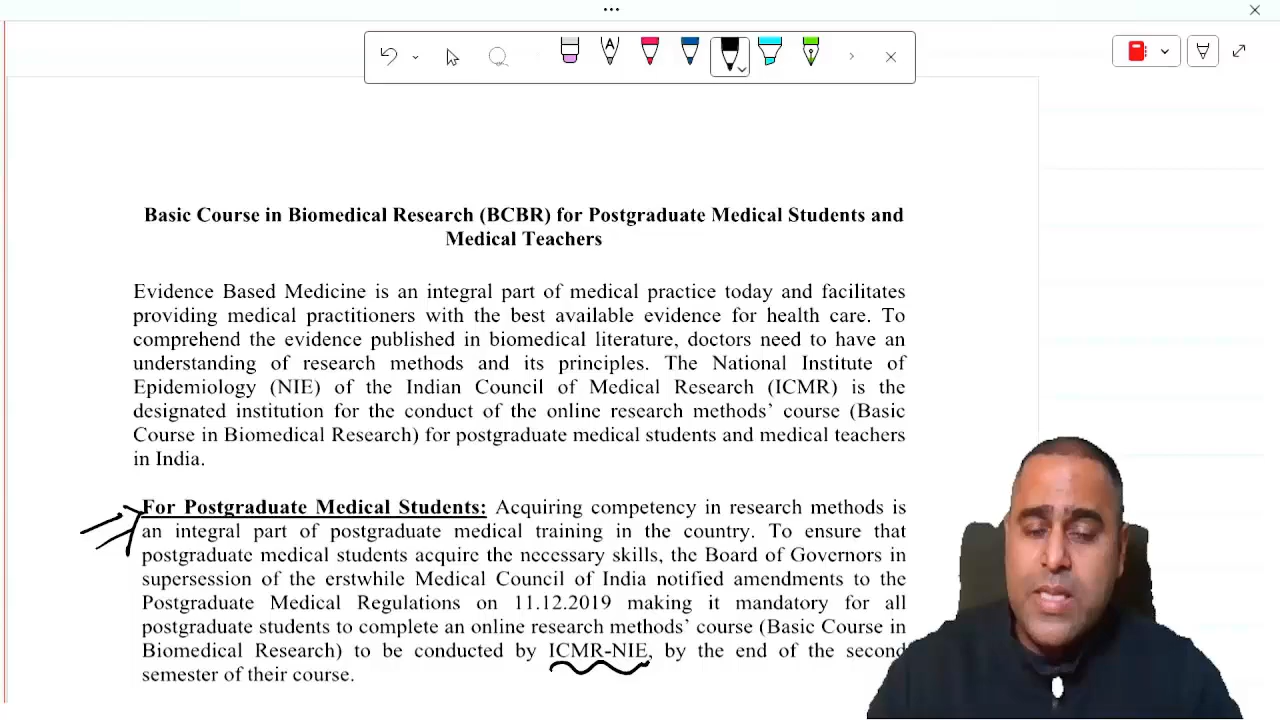 Basic Course in Biomedical Research (BCBR) for Postgraduate Medical Students and
Medical Teachers
Evidence Based Medicine is an integral part of medical practice today and facilitates
providing medical practitioners with the best available evidence for health care. To
comprehend the evidence published in biomedical literature, doctors need to have an
understanding of research methods and its principles. The National Institute of
Epidemiology (NIE) of the Indian Council of Medical Research (ICMR) is the
designated institution for the conduct of the online research methods’ course (Basic
Course in Biomedical Research) for postgraduate medical students and medical teachers
in India.
For Postgraduate Medical Students: Acquiring competency in research methods is
an integral part of postgraduate medical training in the country. To ensure that
postgraduate medical students acquire the necessary skills, the Board of Governors in
supersession of the erstwhile Medical Council of India notified amendments to the
Postgraduate Medical Regulations on 11.12.2019 making it mandatory for all
postgraduate students to complete an online research methods’ course (Basic Course in
Biomedical Research) to be conducted by ICMR-NIE, by the end of the second
semester of their course.